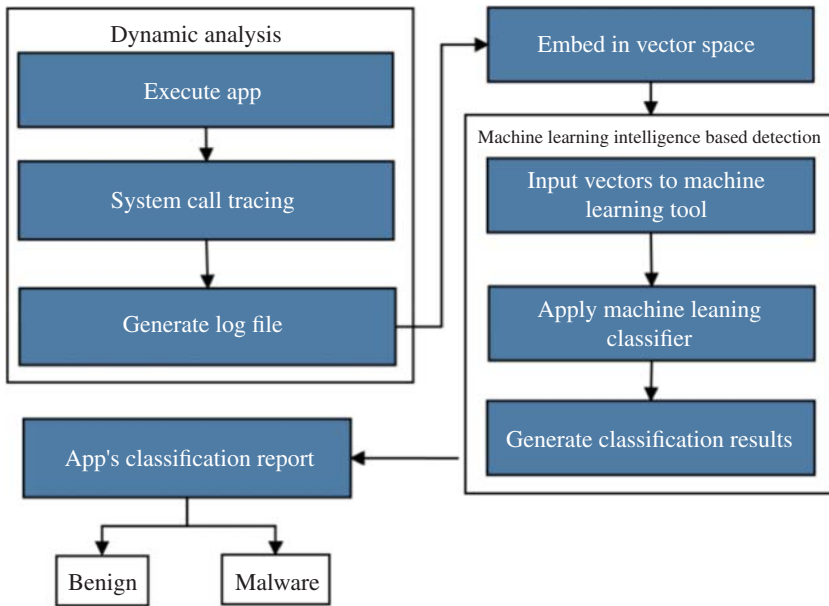 Dynamic analysis
Execute app
System call tracing
Generate log file
Embed in vector space
Machine learning intelligence based detection
Input vectors to machine
learning tool
Apply machine leaning
classifier
Generate classification results
App's classification report
Benign
Malware